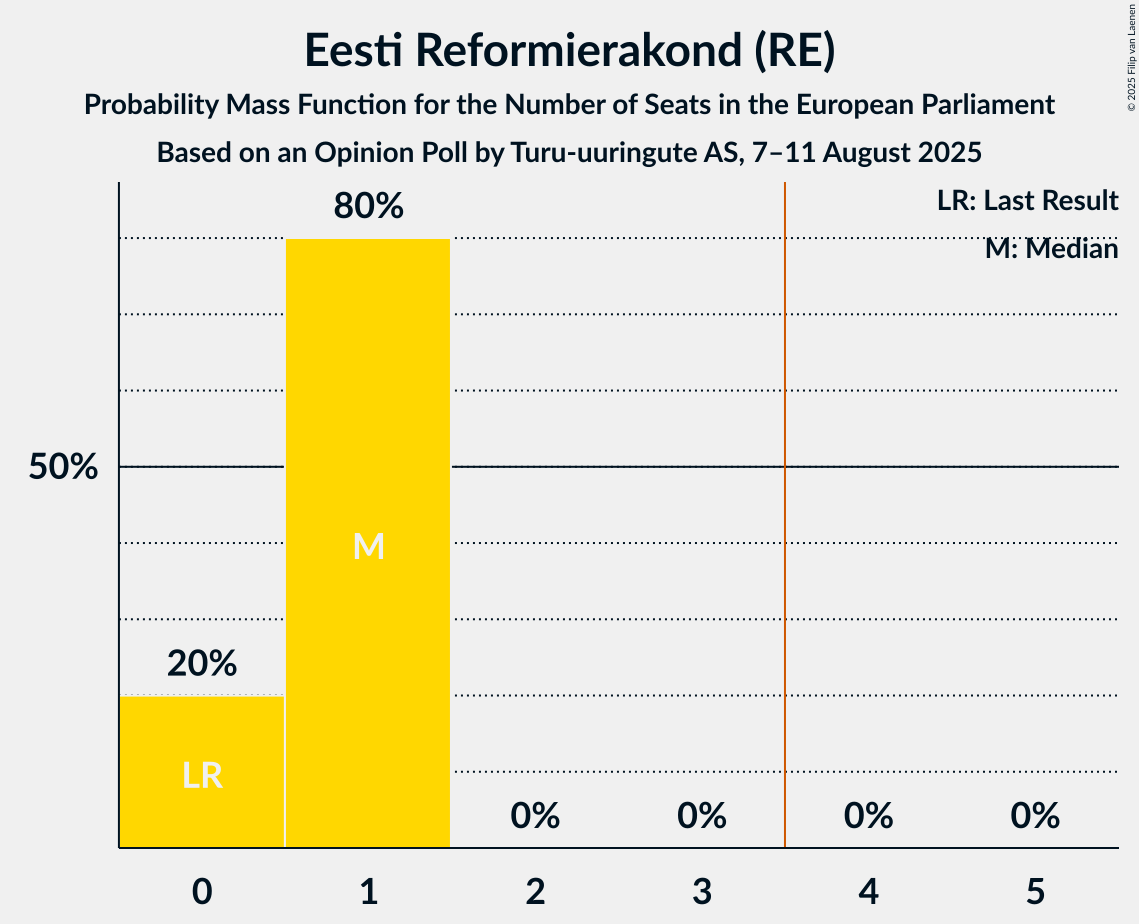 Eesti Reformierakond (RE)
Probability Mass Function for the Number of Seats in the European Parliament
Based on an Opinion Poll by Turu-uuringute AS, 7–11 August 2025
© 2025 Filip van Laenen
LR: Last Result
M: Median
80%
50%
M
20%
LR
0%
0%
0%
0%
0
1
2
3
4
5